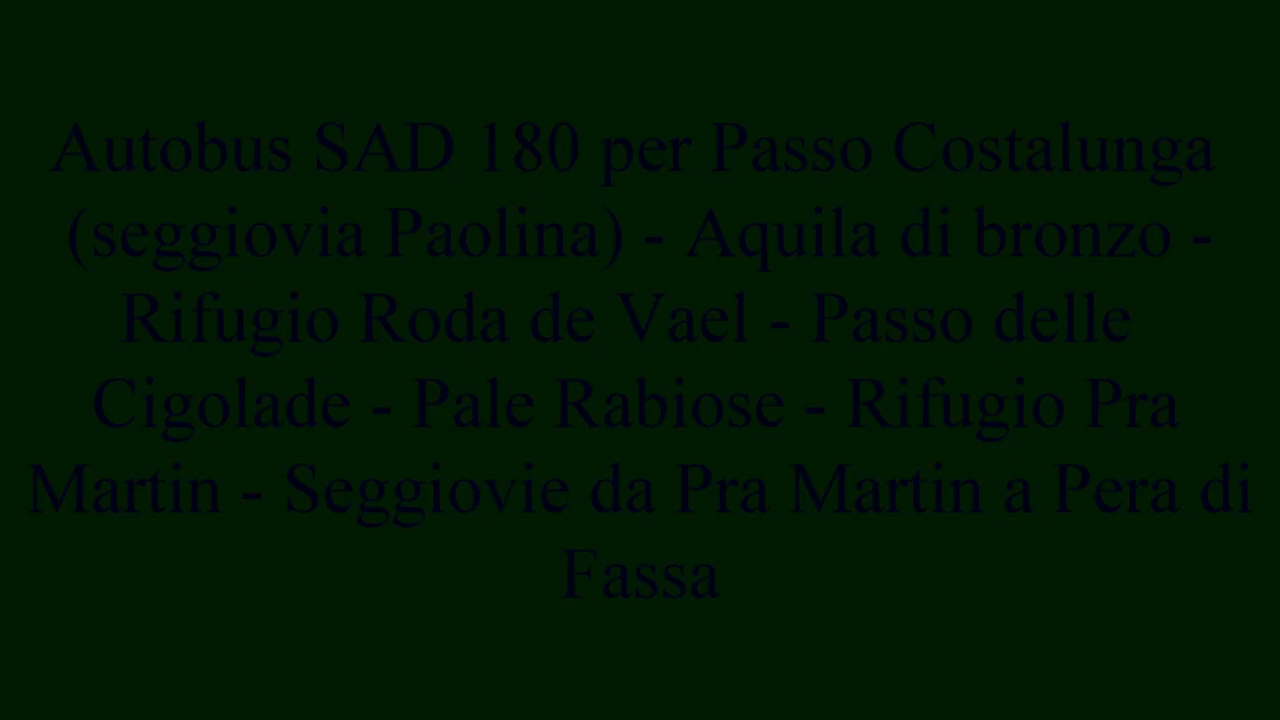 Autobus SAD 180 per Passo Costalunga
(seggiovia Paolina) - Aquila di bronzo -
Rifugio Roda de Vael - Passo delle
Cigolade - Pale Rabiose - Rifugio Pra
Martin - Seggiovie da Pra Martin a Pera di
Fassa